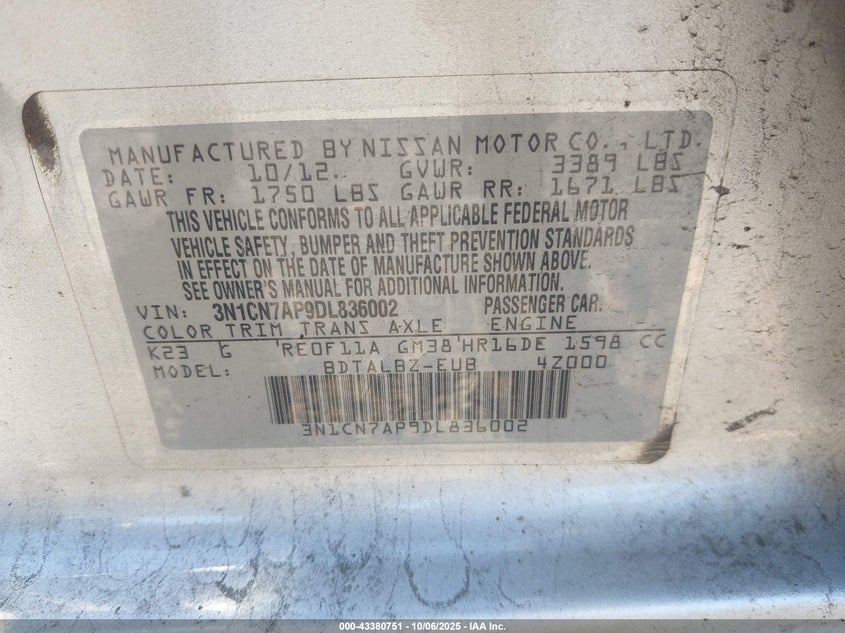 MANUFACTURED BY NISSAN MOTOR CO., LTD.
DATE: 10/12. GVWR: 3389 LBS
GAWR FR: 1750 LBS GAWR RR: 1671 LBS
THIS VEHICLE CONFORMS TO ALL APPLICABLE FEDERAL MOTOR
VEHICLE SAFETY, BUMPER AND THEFT PREVENTION STANDARDS
IN EFFECT ON THE DATE OF MANUFACTURE SHOWN ABOVE.
SEE OWNER'S MANUAL FOR ADDITIONAL INFORMATION.
VIN: 3N1CN7AP9DL836002 PASSENGER CAR.
COLOR TRIM TRANS AXLE ENGINE
K23 G RE0F11A GM38 HR16DE 1598 CC
MODEL: BDTALBZ-EUB 4Z000
3N1CN7AP9DL836002
000-43380751 - 10/06/2025 - IAA Inc.